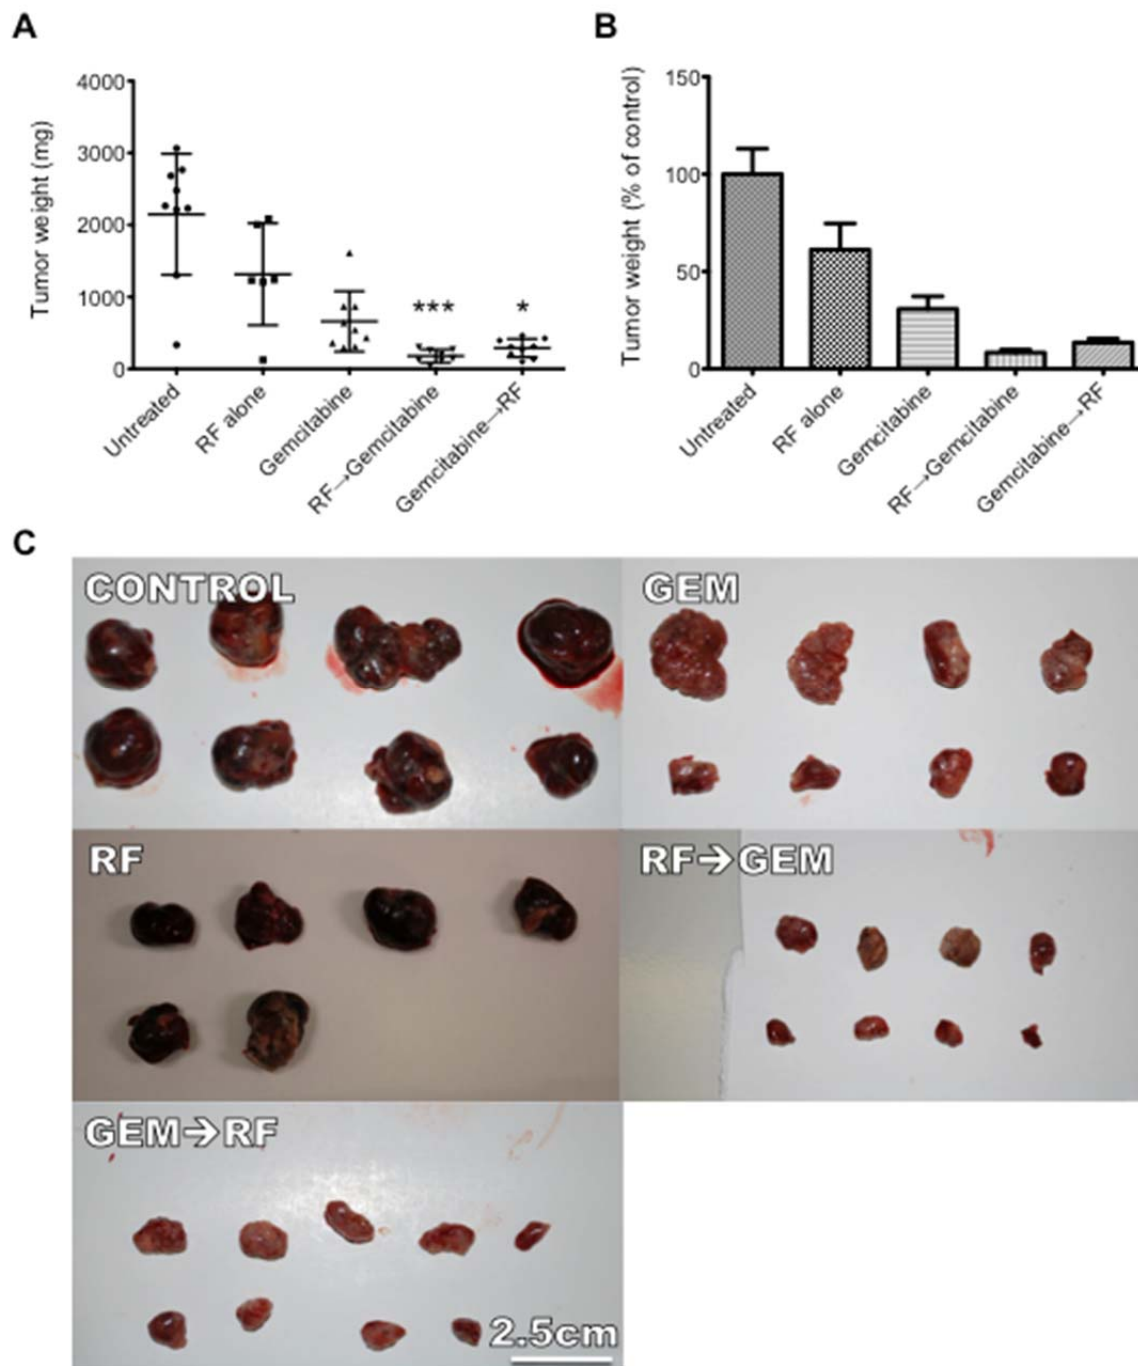 A
B
Tumor weight (mg)
4000
3000
2000
1000
0
***
*
Untreated
RF alone
Gemcitabine
RF→Gemcitabine
Gemcitabine→RF
Tumor weight (% of control)
150
100
50
0
Untreated
RF alone
Gemcitabine
RF→Gemcitabine
Gemcitabine→RF
C
CONTROL
GEM
RF
RF→GEM
GEM→RF
2.5cm